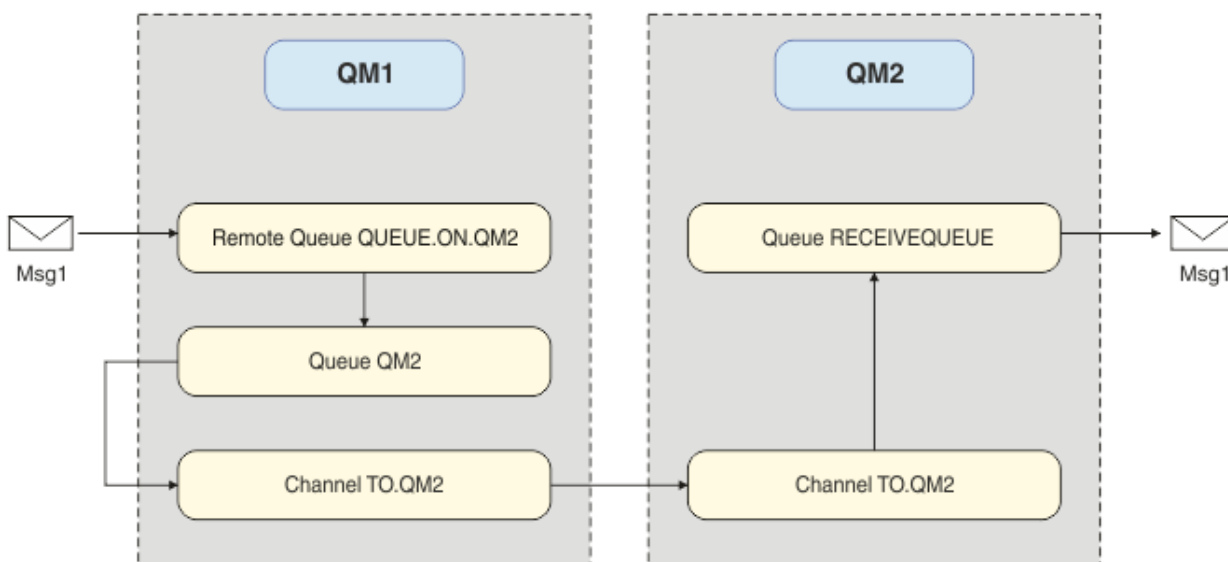 QM1
QM2
Msg1
Remote Queue QUEUE.ON.QM2
Queue QM2
Channel TO.QM2
Queue RECEIVEQUEUE
Channel TO.QM2
Msg1